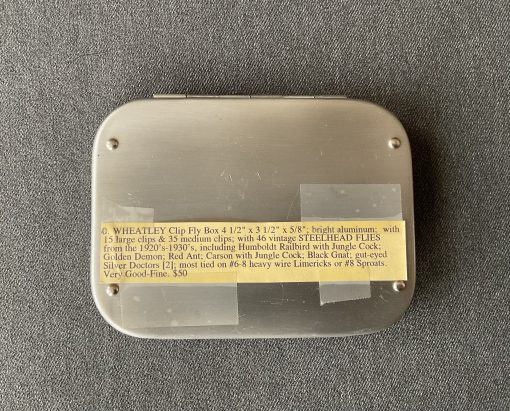 0. WHEATLEY Clip Fly Box 4 1/2" x 3 1/2" x 5/8"; bright aluminum; with
15 large clips & 35 medium clips; with 46 vintage STEELHEAD FLIES
from the 1920's-1930's, including Humboldt Railbird with Jungle Cock;
Golden Demon; Red Ant; Carson with Jungle Cock; Black Gnat; gut-eyed
Silver Doctors [2]; most tied on #6-8 heavy wire Limericks or #8 Sproats.
Very Good-Fine. $50